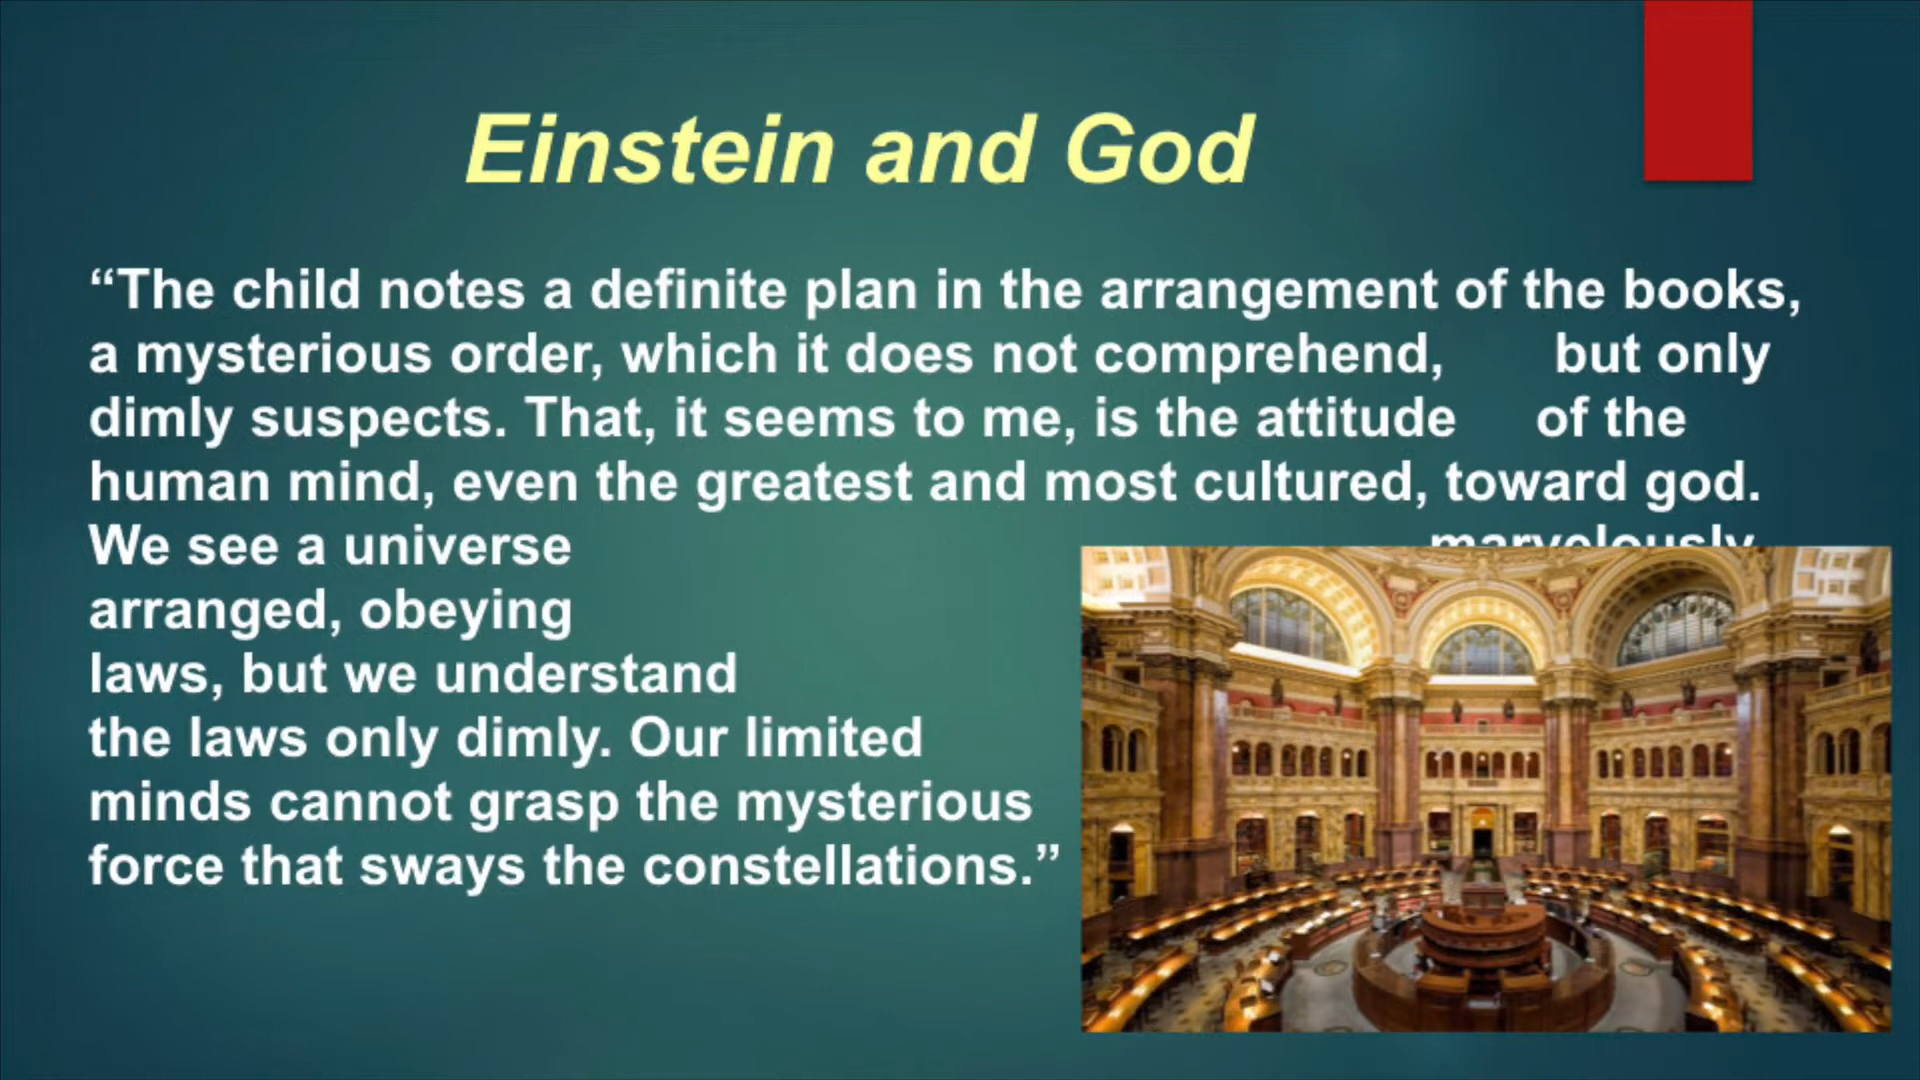 Einstein and God
“The child notes a definite plan in the arrangement of the books,
a mysterious order, which it does not comprehend, but only
dimly suspects. That, it seems to me, is the attitude of the
human mind, even the greatest and most cultured, toward god.
We see a universe marvelously
arranged, obeying
laws, but we understand
the laws only dimly. Our limited
minds cannot grasp the mysterious
force that sways the constellations.”